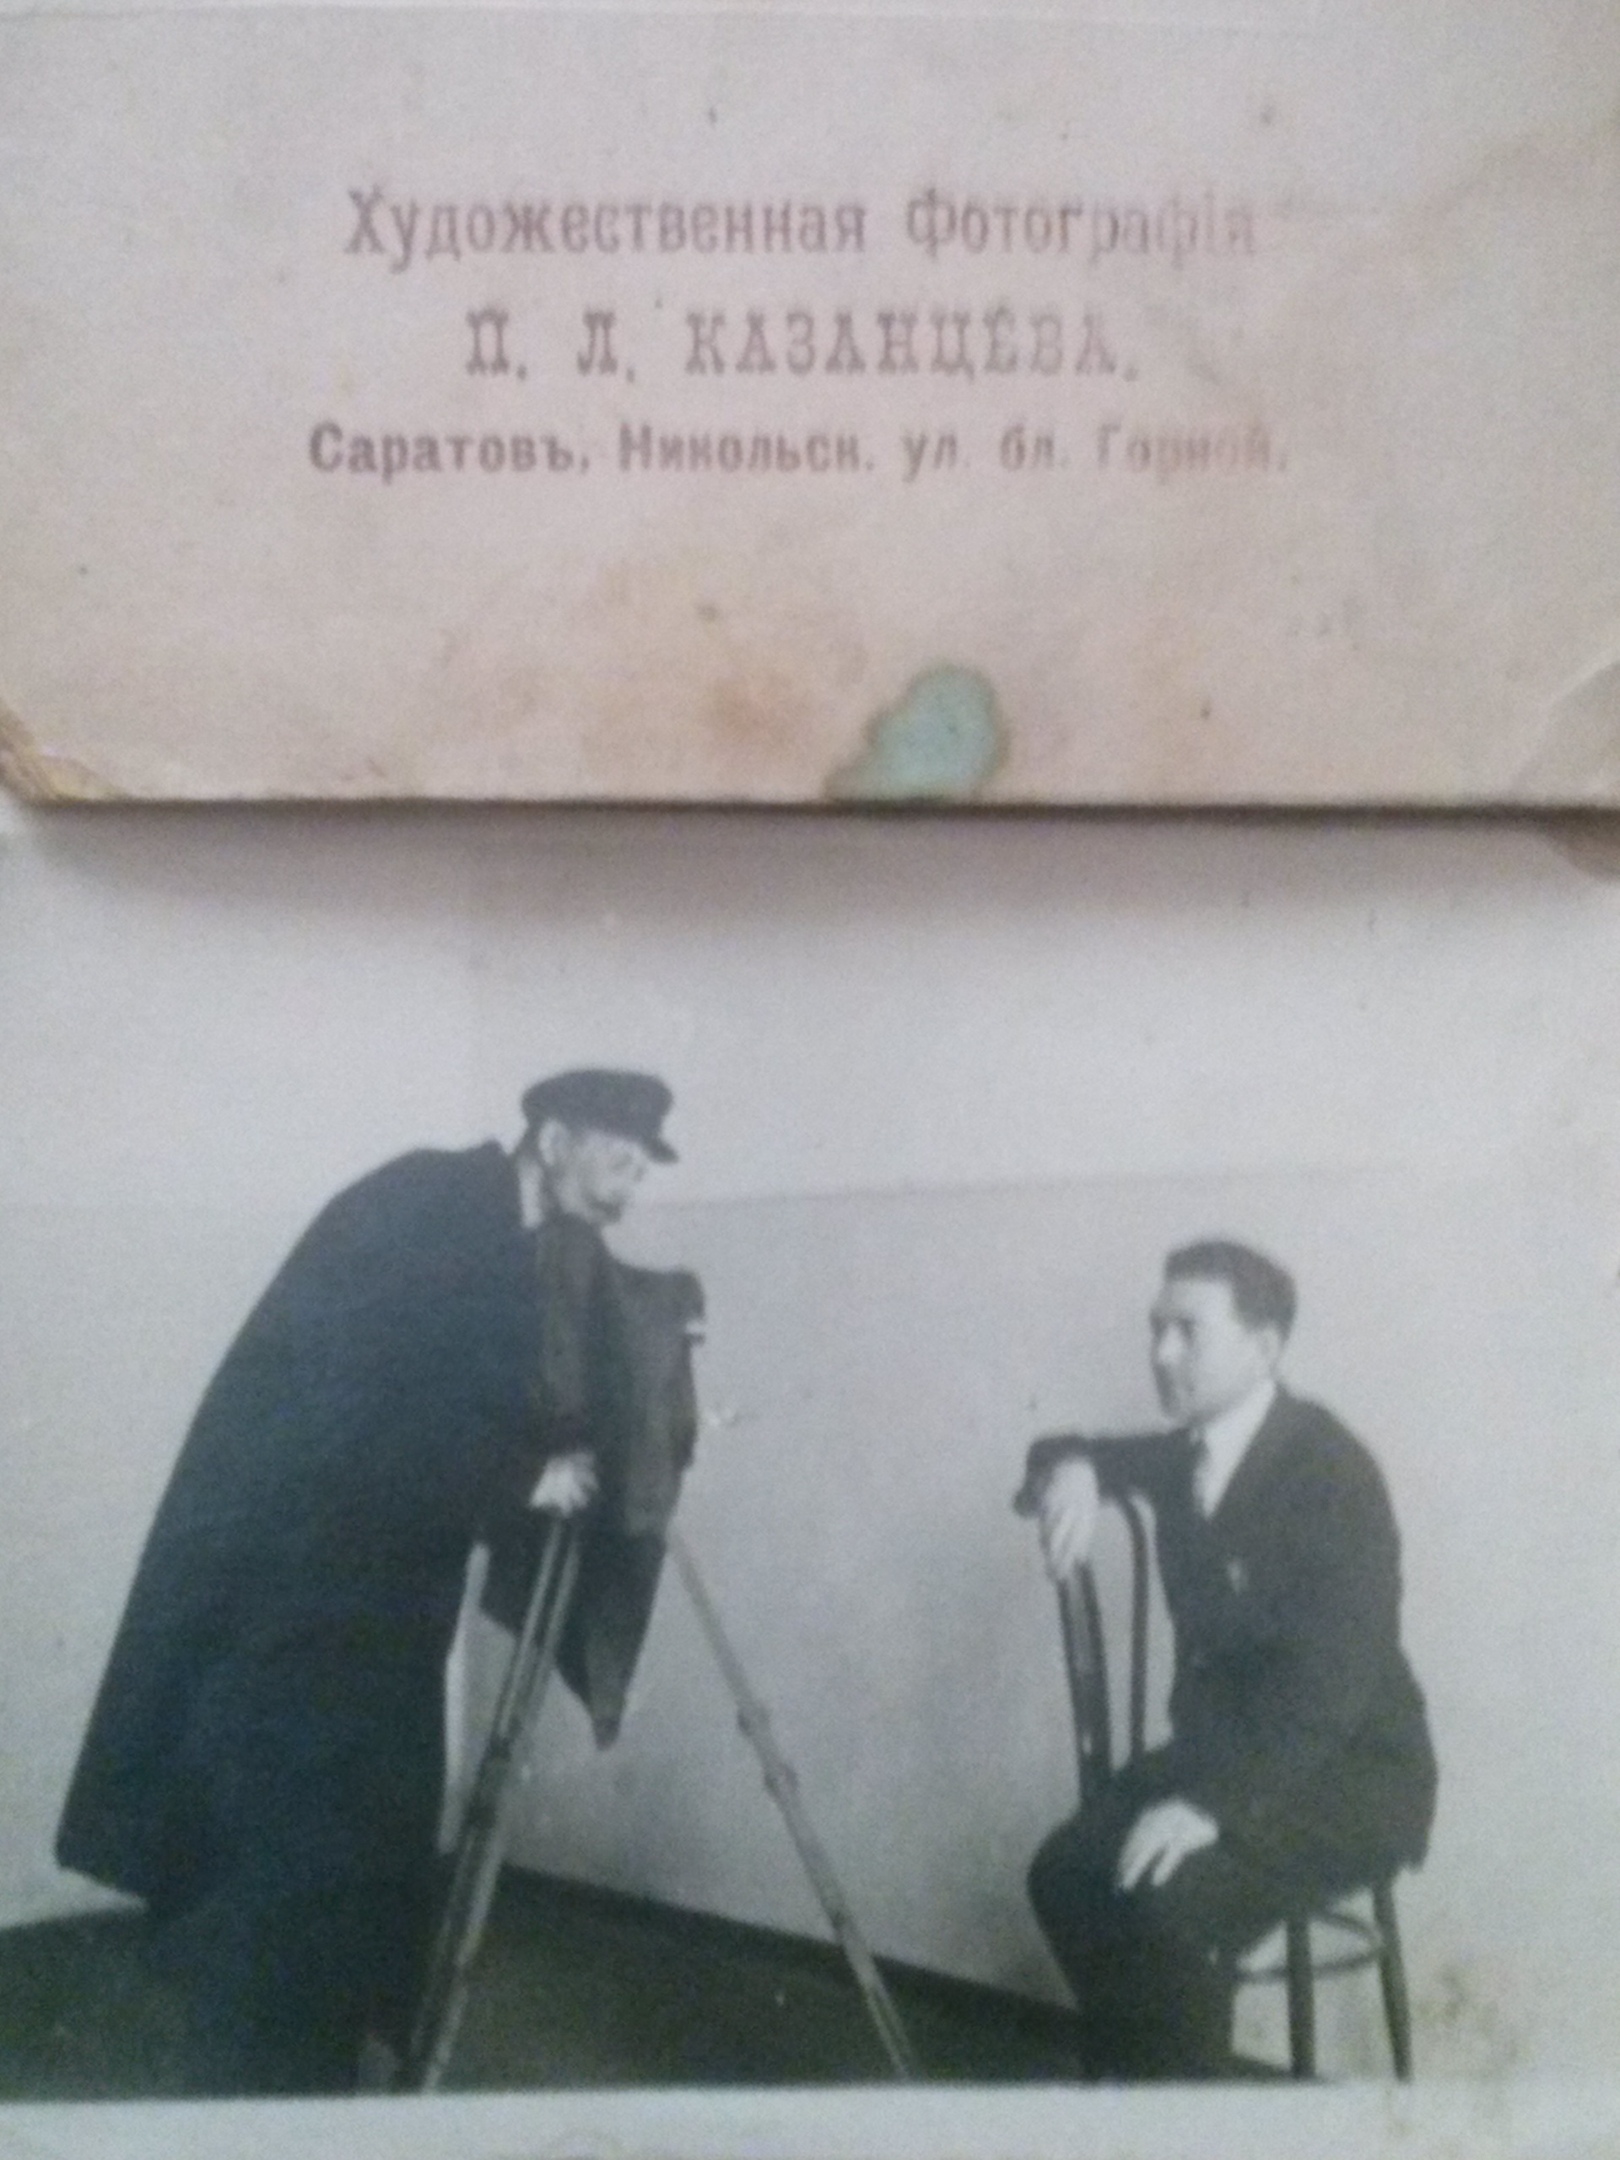 Художественная Фотографія
П. Л. КАЗАНЦЕВА.
Саратовъ, Никольск. ул. бл. Горной.